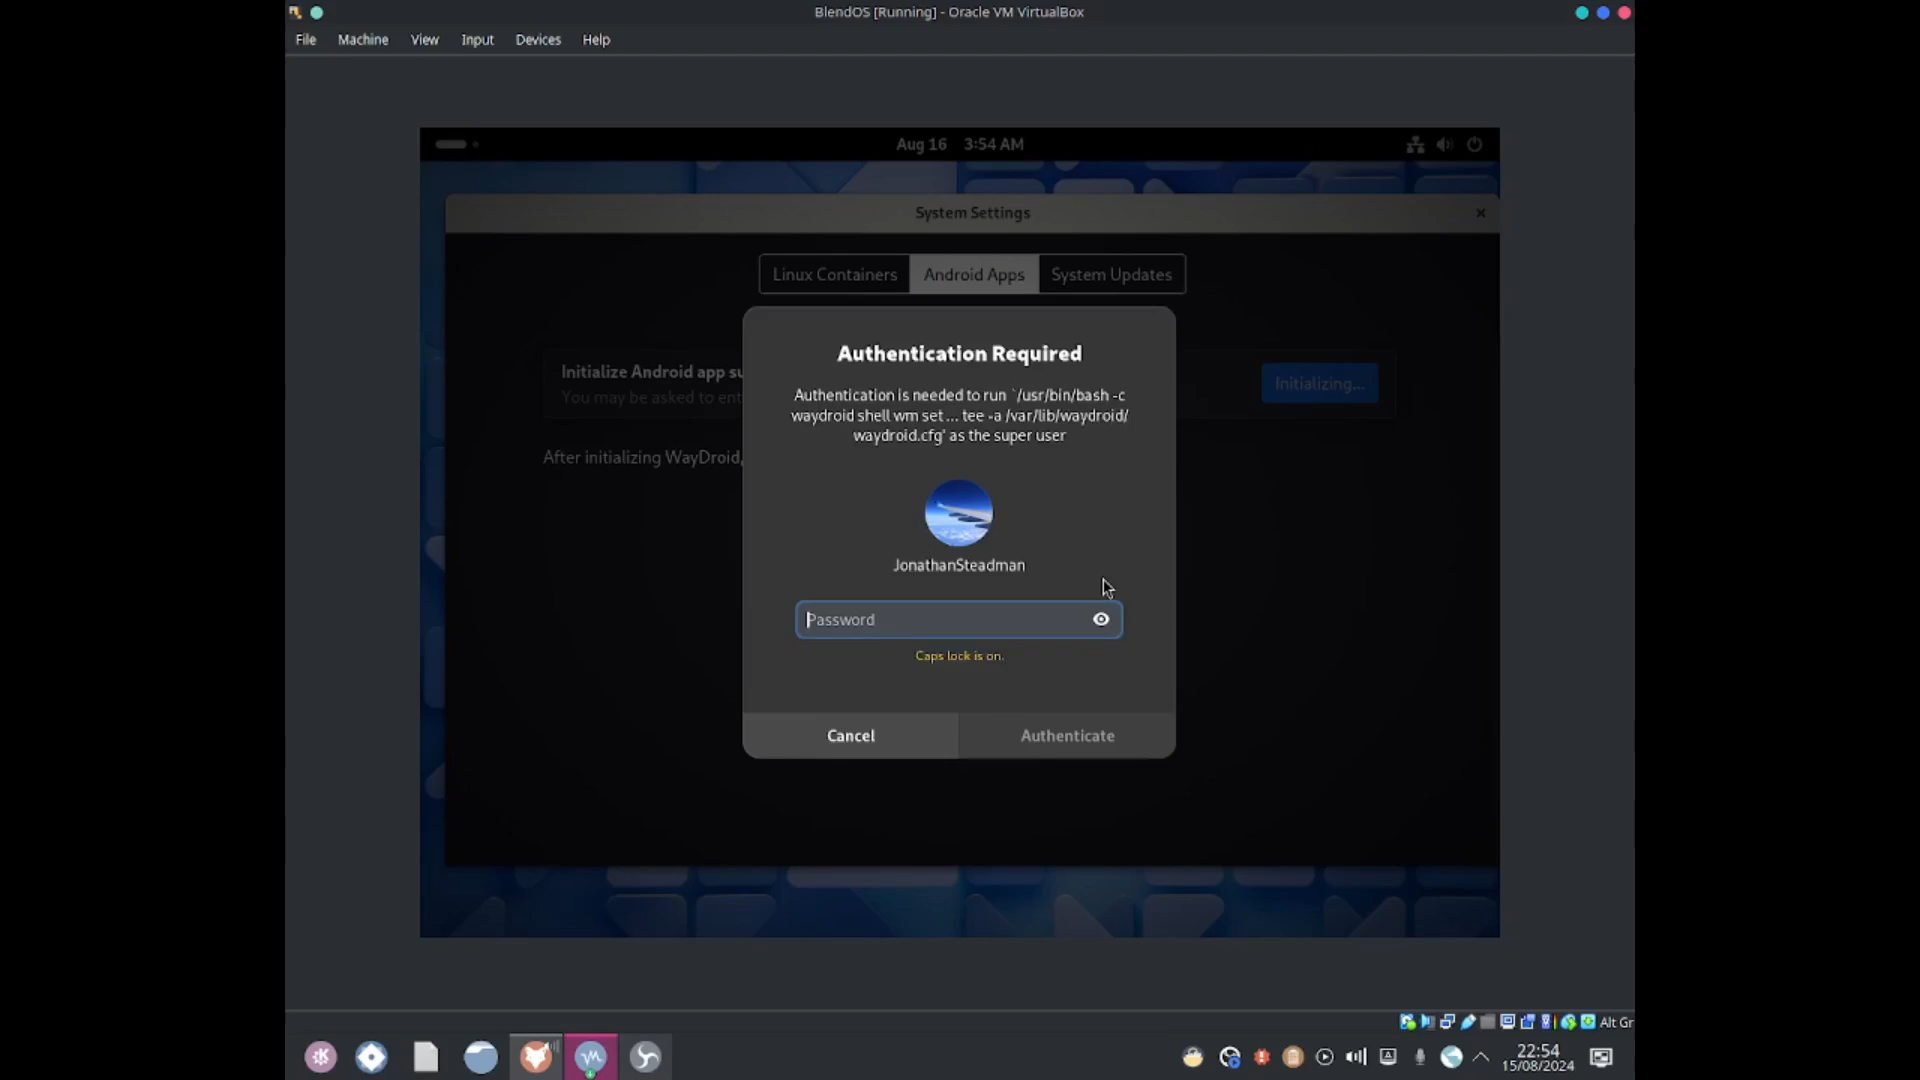 BlendOS [Running] - Oracle VM VirtualBox
File Machine View Input Devices Help
Aug 16 3:54 AM
System Settings
Linux Containers Android Apps System Updates
Authentication Required
Initialize Android app su
You may be asked to ent
Initializing...
Authentication is needed to run `/usr/bin/bash -c
waydroid shell wm set ... tee -a /var/lib/waydroid/
waydroid.cfg' as the super user
After initializing WayDroid,
JonathanSteadman
Password
Caps lock is on.
Cancel Authenticate
Alt Gr
22:54
15/08/2024